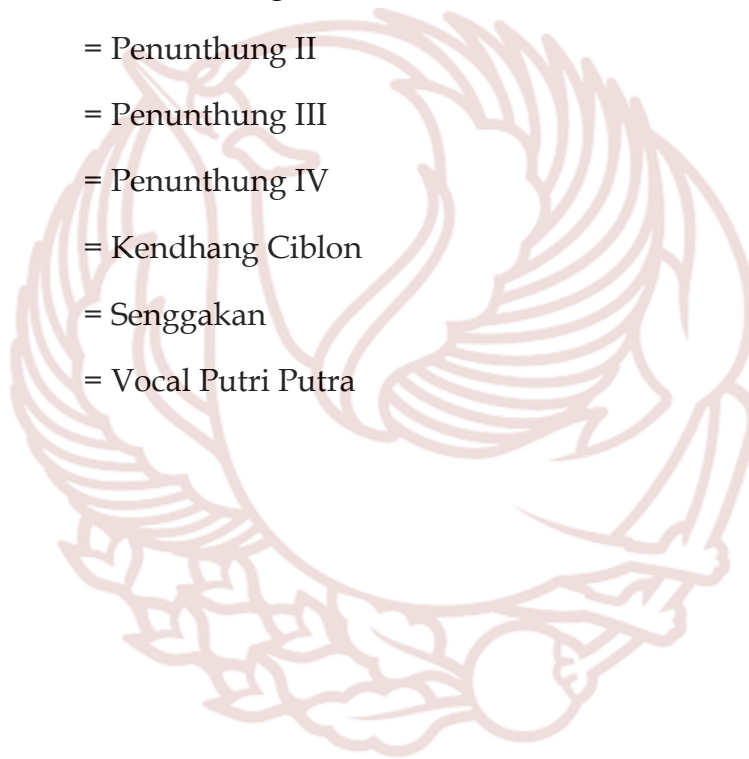 = Penunthung II
= Penunthung III
= Penunthung IV
= Kendhang Ciblon
= Senggakan
= Vocal Putri Putra